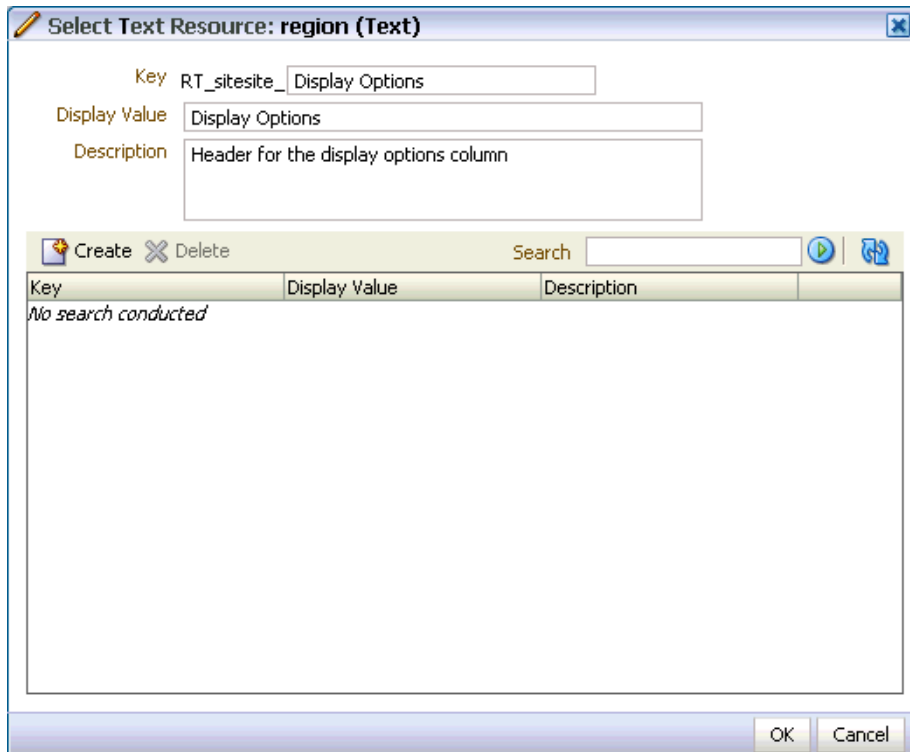 Select Text Resource: region (Text)
Key RT_sitesite_ Display Options
Display Value Display Options
Description Header for the display options column
Create Delete Search
Key Display Value Description
No search conducted
OK Cancel